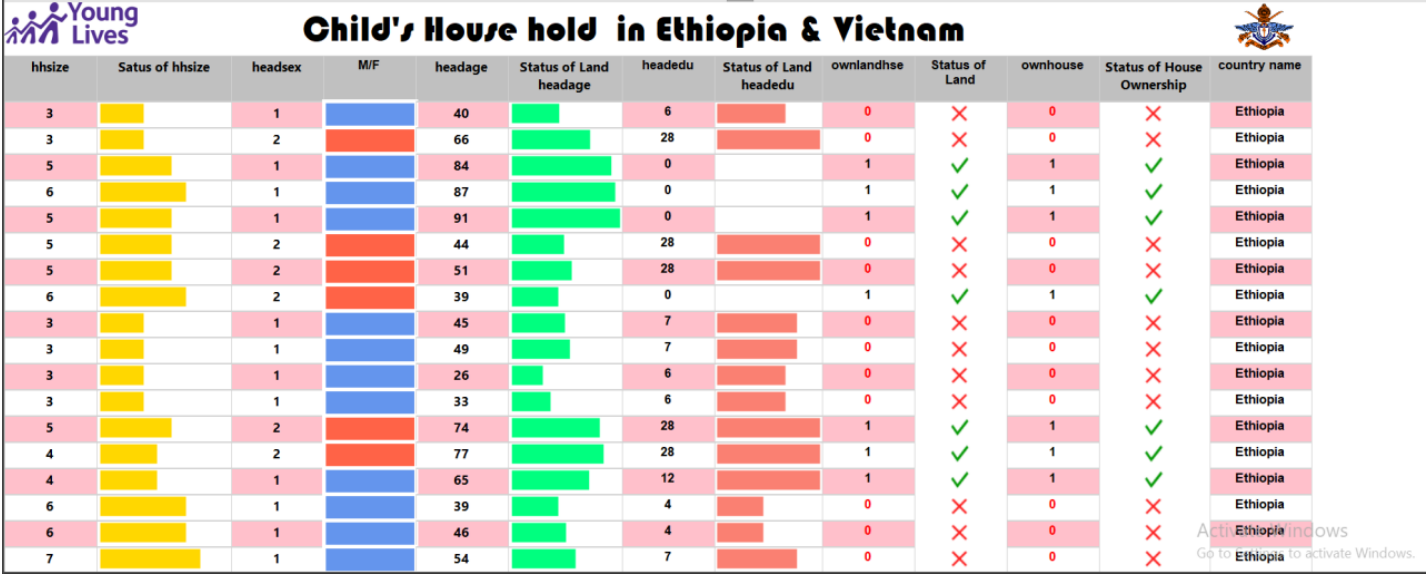 Young
Lives
Child's House hold in Ethiopia & Vietnam
hhsize Satus of hhsize headsex M/F headage Status of Land headage headedu Status of Land headedu ownlandhse Status of Land ownhouse Status of House Ownership country name
3 1 40 6 0 0 Ethiopia
3 2 66 28 0 0 Ethiopia
5 1 84 0 1 1 Ethiopia
6 1 87 0 1 1 Ethiopia
5 1 91 0 1 1 Ethiopia
5 2 44 28 0 0 Ethiopia
5 2 51 28 0 0 Ethiopia
6 2 39 0 1 1 Ethiopia
3 1 45 7 0 0 Ethiopia
3 1 49 7 0 0 Ethiopia
3 1 26 6 0 0 Ethiopia
3 1 33 6 0 0 Ethiopia
5 2 74 28 1 1 Ethiopia
4 2 77 28 1 1 Ethiopia
4 1 65 12 1 1 Ethiopia
6 1 39 4 0 0 Ethiopia
6 1 46 4 0 0 Ethiopia
7 1 54 7 0 0 Ethiopia
Activate Windows
Go to Settings to activate Windows.